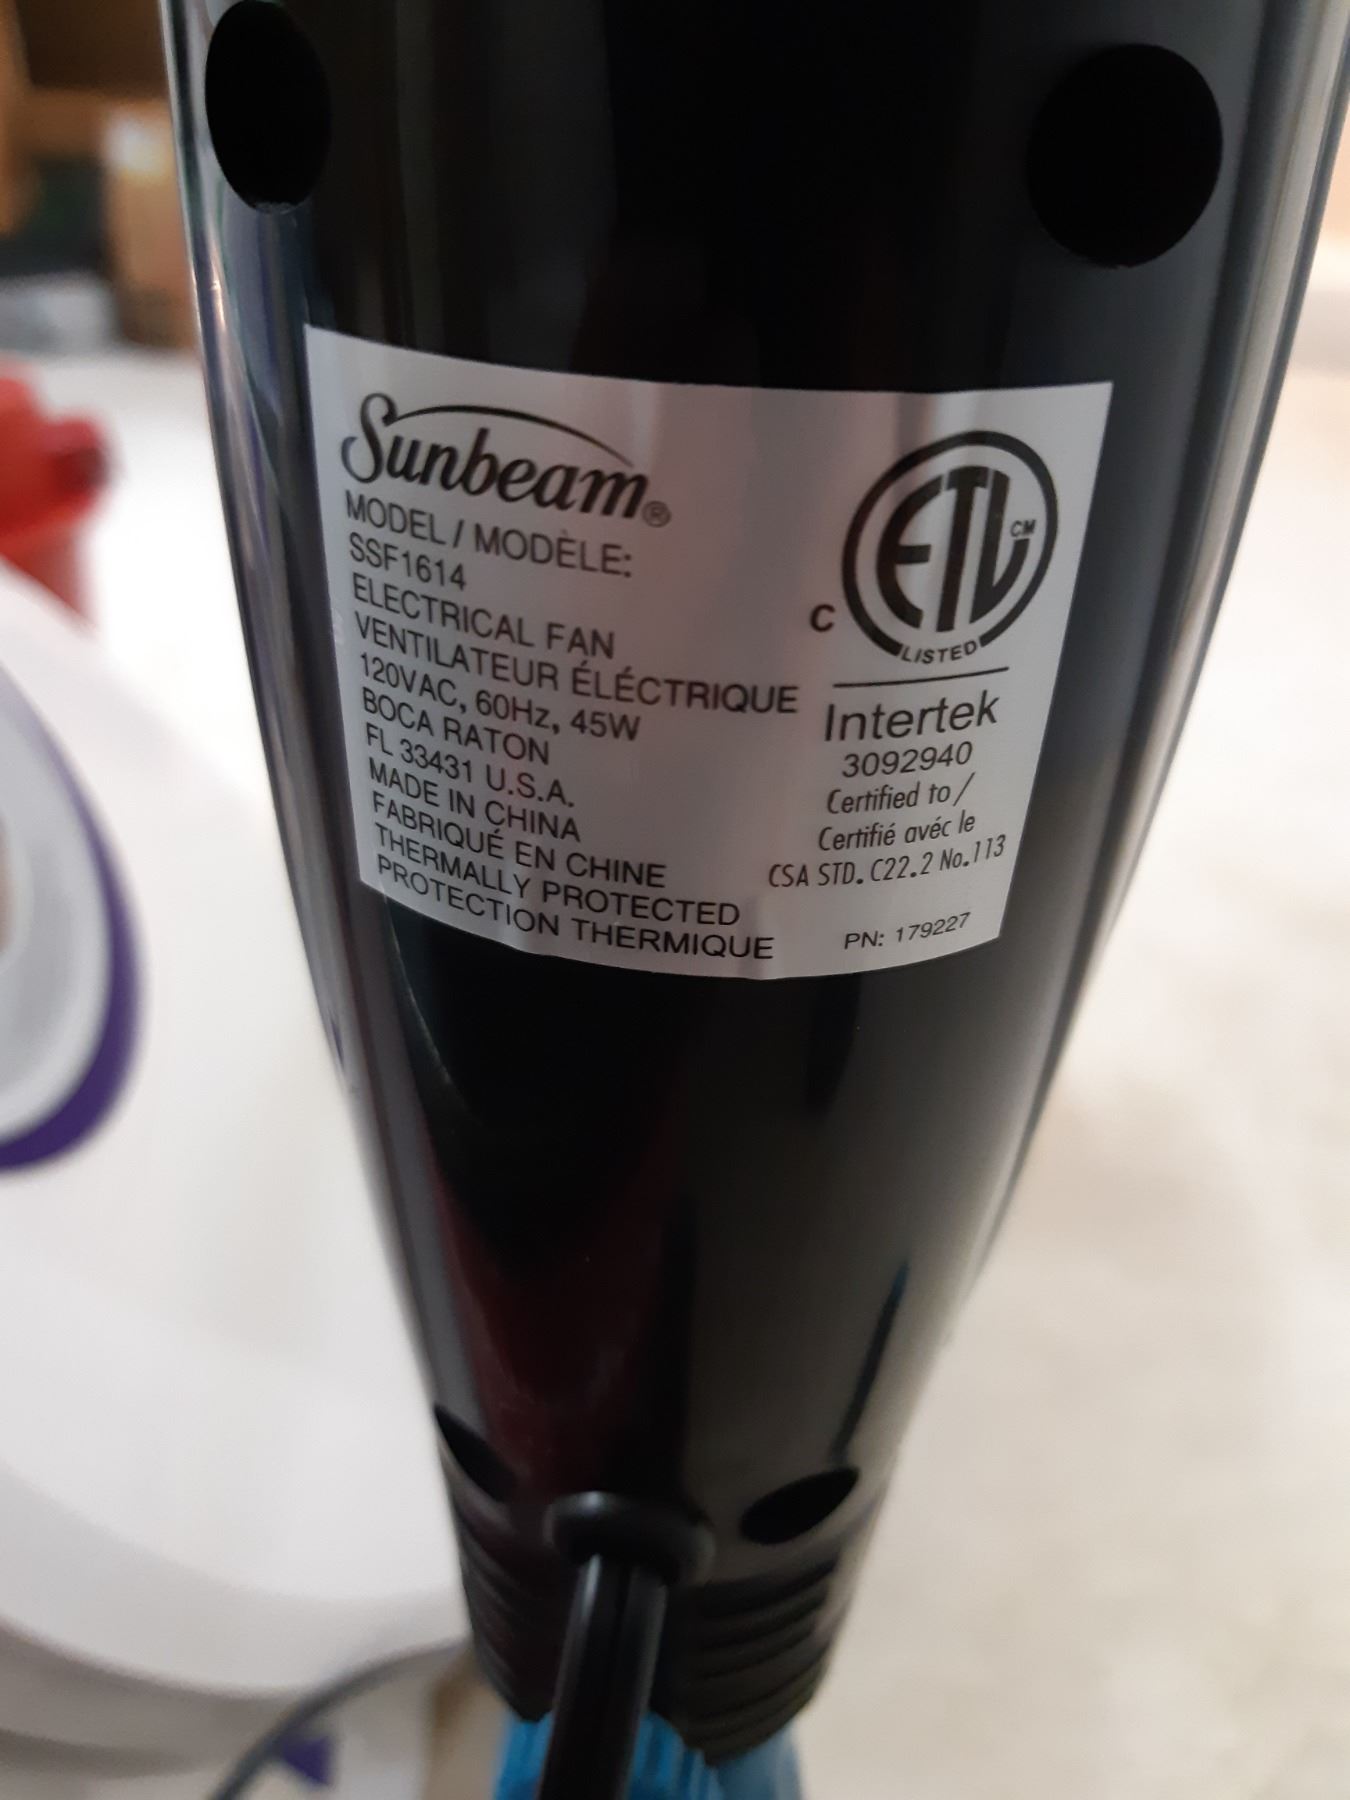 Sunbeam®
MODEL / MODÈLE:
SSF1614
ELECTRICAL FAN
VENTILATEUR ÉLÉCTRIQUE
120VAC, 60Hz, 45W
BOCA RATON
FL 33431 U.S.A.
MADE IN CHINA
FABRIQUÉ EN CHINE
THERMALLY PROTECTED
PROTECTION THERMIQUE
ETL CM
C
LISTED
Intertek
3092940
Certified to /
Certifié avéc le
CSA STD. C22.2 No.113
PN: 179227